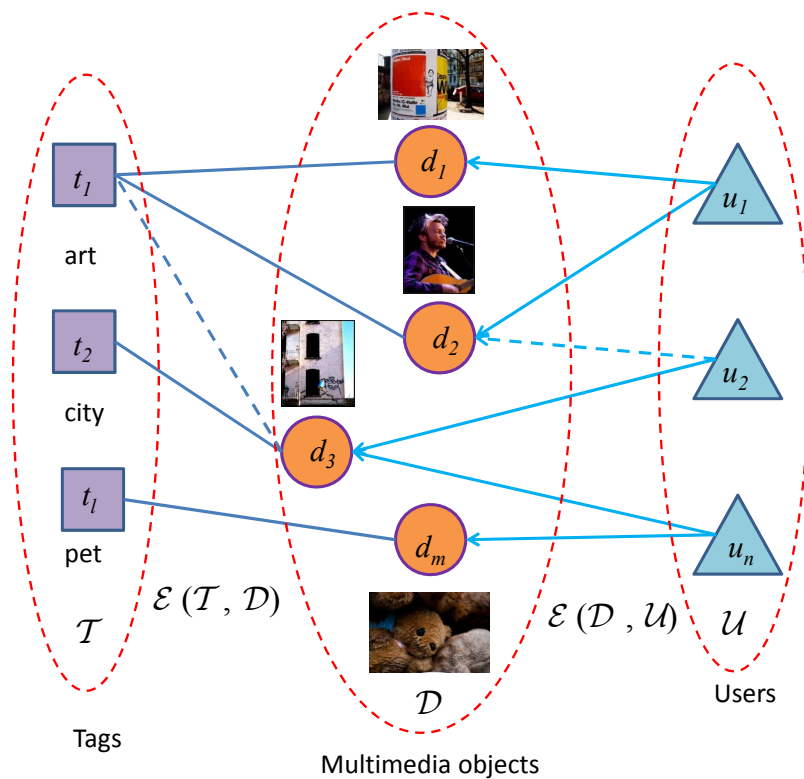 t₁
art
t₂
city
tₗ
pet
𝒯
Tags
ℰ (𝒯 , 𝒟)
d₁
d₂
d₃
dₘ
𝒟
Multimedia objects
ℰ (𝒟 , 𝒰)
u₁
u₂
uₙ
𝒰
Users